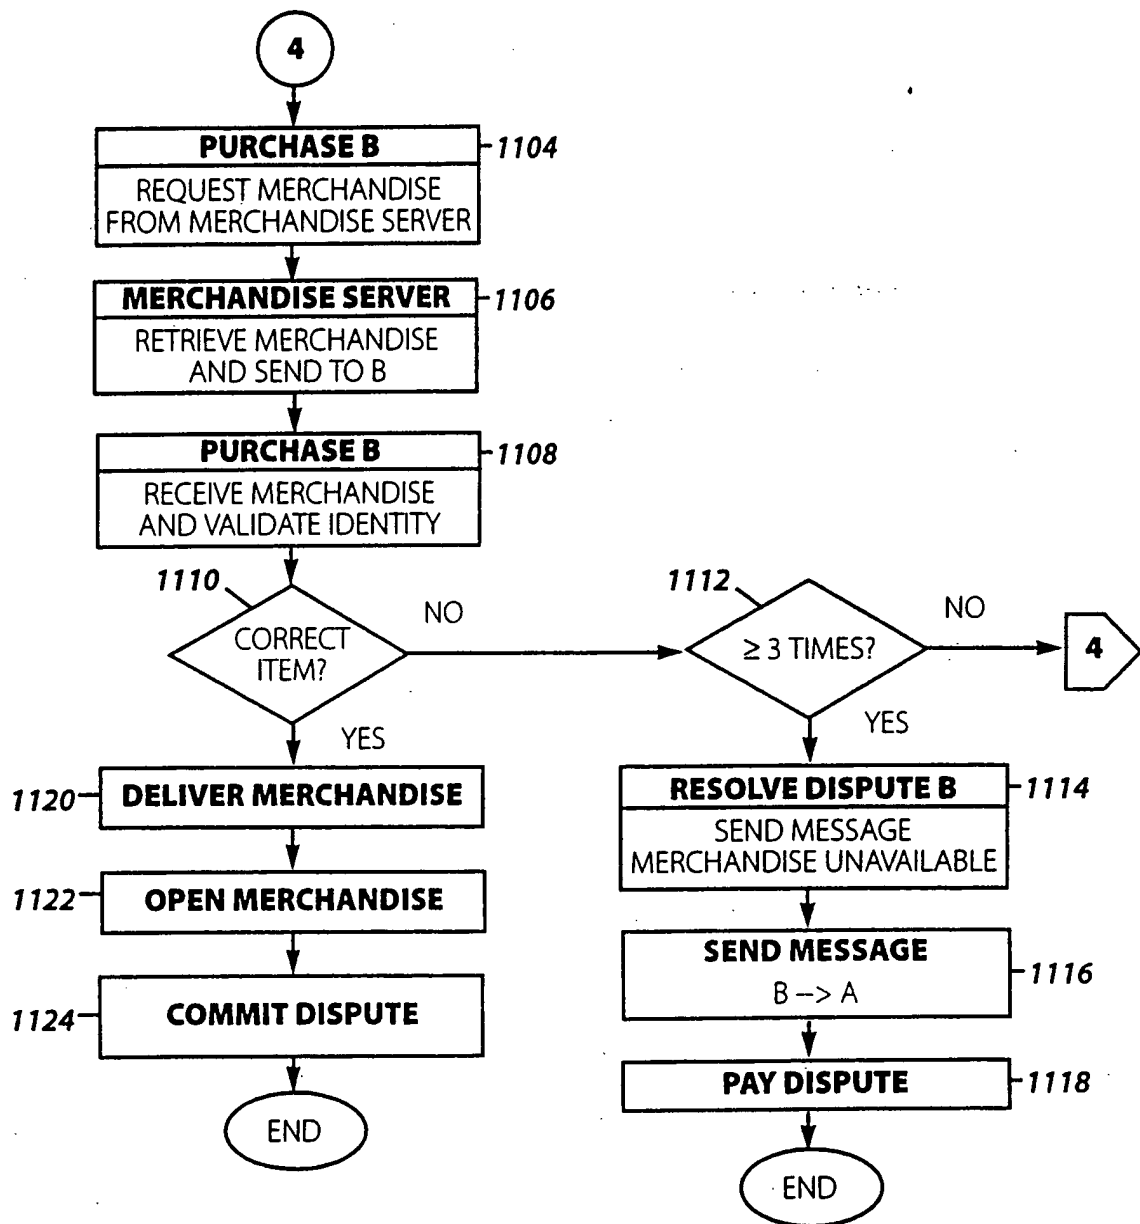 4
PURCHASE B
1104
REQUEST MERCHANDISE
FROM MERCHANDISE SERVER
MERCHANDISE SERVER
1106
RETRIEVE MERCHANDISE
AND SEND TO B
PURCHASE B
1108
RECEIVE MERCHANDISE
AND VALIDATE IDENTITY
1110
CORRECT
ITEM?
NO
1112
≥ 3 TIMES?
NO
4
YES
YES
1120
DELIVER MERCHANDISE
1122
OPEN MERCHANDISE
1124
COMMIT DISPUTE
END
RESOLVE DISPUTE B
1114
SEND MESSAGE
MERCHANDISE UNAVAILABLE
SEND MESSAGE
B --> A
1116
PAY DISPUTE
1118
END